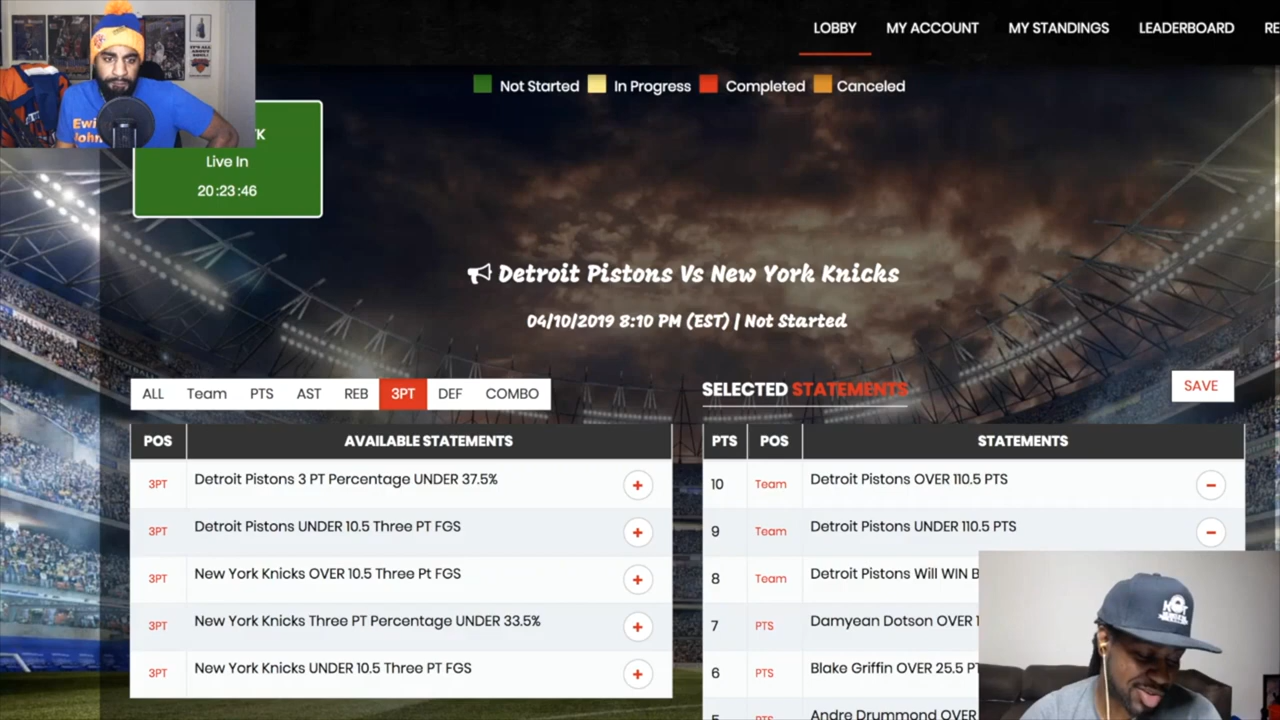 LOBBY MY ACCOUNT MY STANDINGS LEADERBOARD RE
Not Started In Progress Completed Canceled
Live In
20:23:46
Detroit Pistons Vs New York Knicks
04/10/2019 8:10 PM (EST) | Not Started
ALL Team PTS AST REB 3PT DEF COMBO
SELECTED STATEMENTS
SAVE
POS AVAILABLE STATEMENTS
3PT Detroit Pistons 3 PT Percentage UNDER 37.5% +
3PT Detroit Pistons UNDER 10.5 Three PT FGS +
3PT New York Knicks OVER 10.5 Three Pt FGS +
3PT New York Knicks Three PT Percentage UNDER 33.5% +
3PT New York Knicks UNDER 10.5 Three PT FGS +
PTS POS STATEMENTS
10 Team Detroit Pistons OVER 110.5 PTS −
9 Team Detroit Pistons UNDER 110.5 PTS −
8 Team Detroit Pistons Will WIN B
7 PTS Damyean Dotson OVER 1
6 PTS Blake Griffin OVER 25.5 PT
5 PTS Andre Drummond OVER